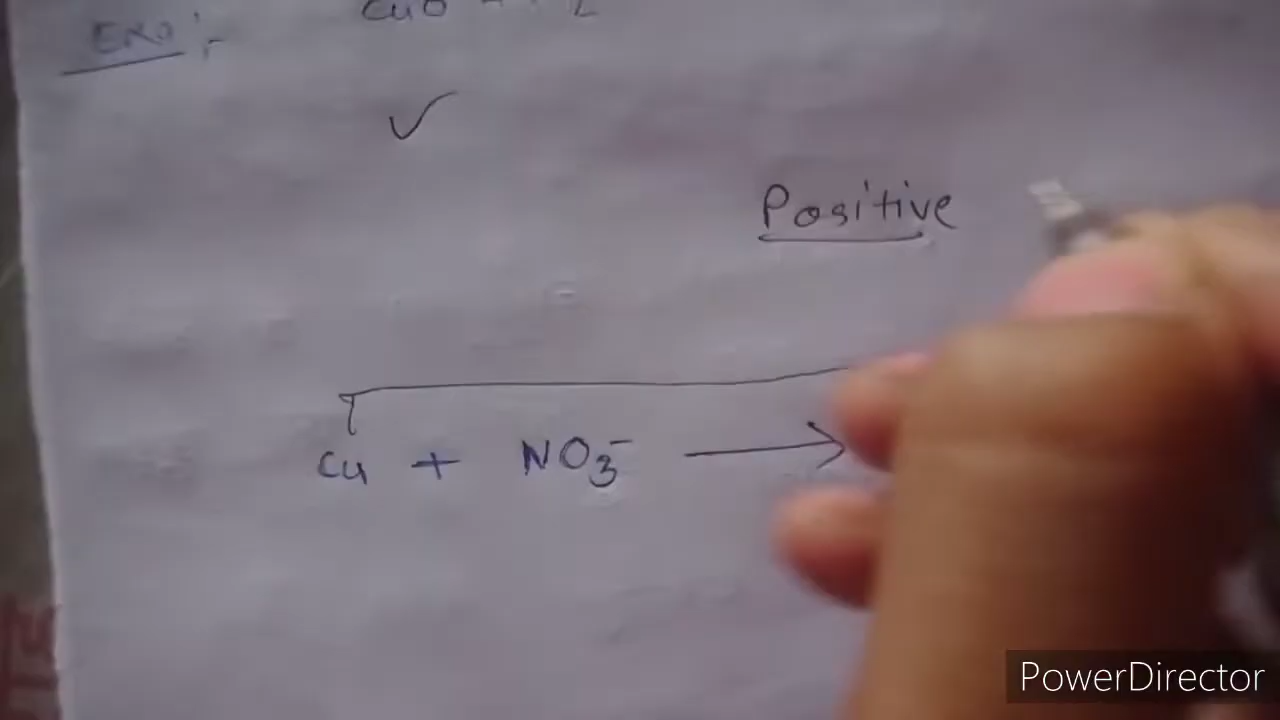 Positive
Cu + NO₃⁻ ⟶
PowerDirector